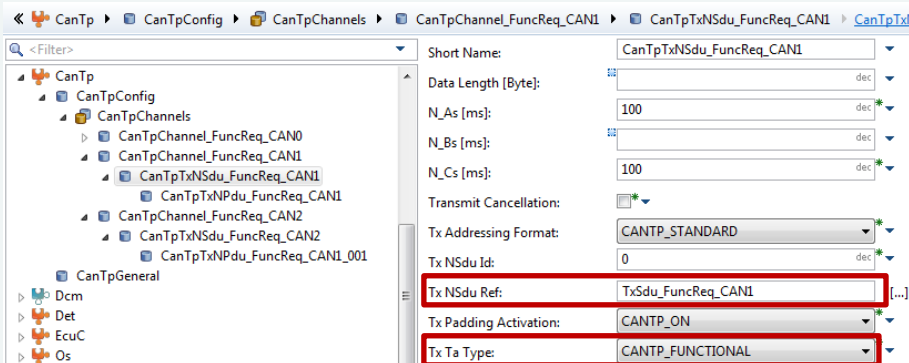 « CanTp ▸ CanTpConfig ▸ CanTpChannels ▸ CanTpChannel_FuncReq_CAN1 ▸ CanTpTxNSdu_FuncReq_CAN1 ▸ CanTpTx
<Filter>
Short Name: CanTpTxNSdu_FuncReq_CAN1
CanTp
Data Length [Byte]: dec
CanTpConfig
CanTpChannels
N_As [ms]: 100 dec
CanTpChannel_FuncReq_CAN0
N_Bs [ms]: dec
CanTpChannel_FuncReq_CAN1
CanTpTxNSdu_FuncReq_CAN1
N_Cs [ms]: 100 dec
CanTpTxNPdu_FuncReq_CAN1
Transmit Cancellation:
CanTpChannel_FuncReq_CAN2
Tx Addressing Format: CANTP_STANDARD
CanTpTxNSdu_FuncReq_CAN2
CanTpTxNPdu_FuncReq_CAN1_001
Tx NSdu Id: 0 dec
CanTpGeneral
Dcm
Tx NSdu Ref: TxSdu_FuncReq_CAN1 [...]
Det
Tx Padding Activation: CANTP_ON
EcuC
Os
Tx Ta Type: CANTP_FUNCTIONAL